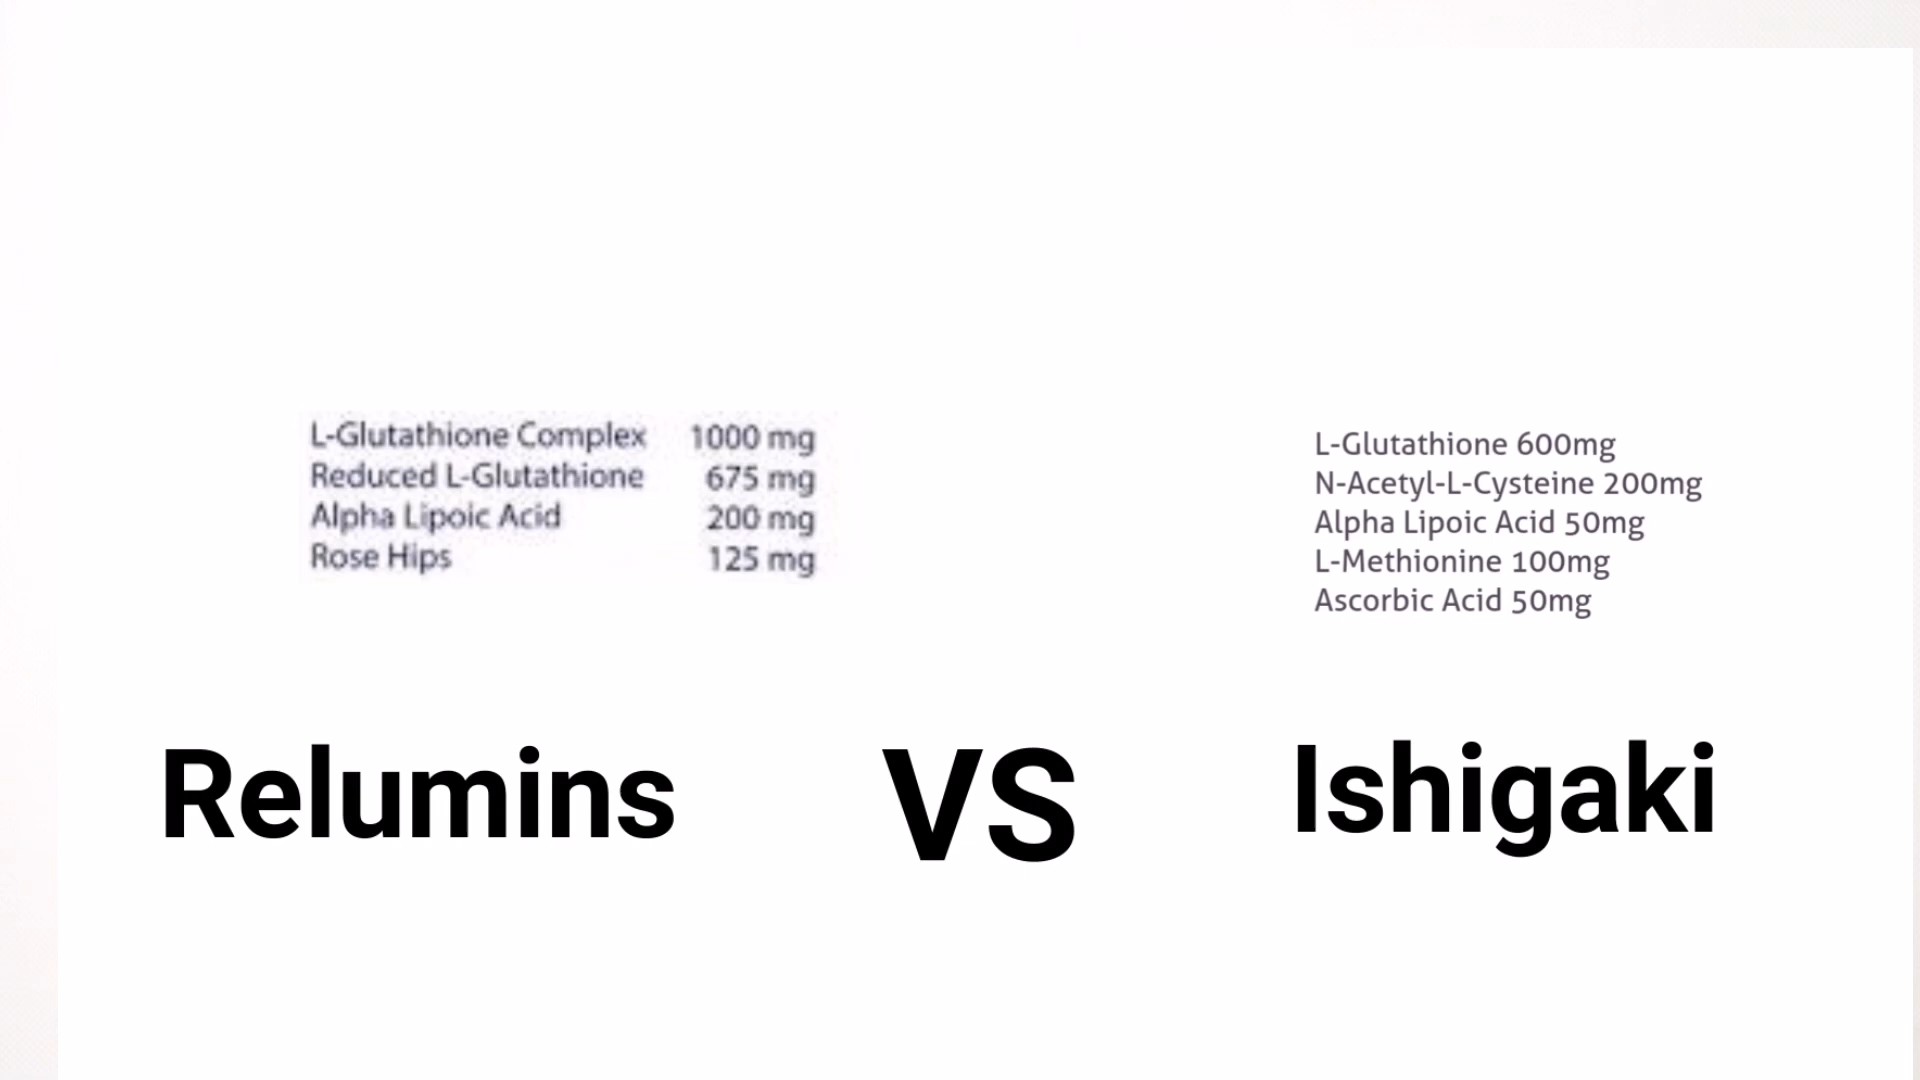 L-Glutathione Complex 1000 mg
Reduced L-Glutathione 675 mg
Alpha Lipoic Acid 200 mg
Rose Hips 125 mg
L-Glutathione 600mg
N-Acetyl-L-Cysteine 200mg
Alpha Lipoic Acid 50mg
L-Methionine 100mg
Ascorbic Acid 50mg
Relumins VS Ishigaki